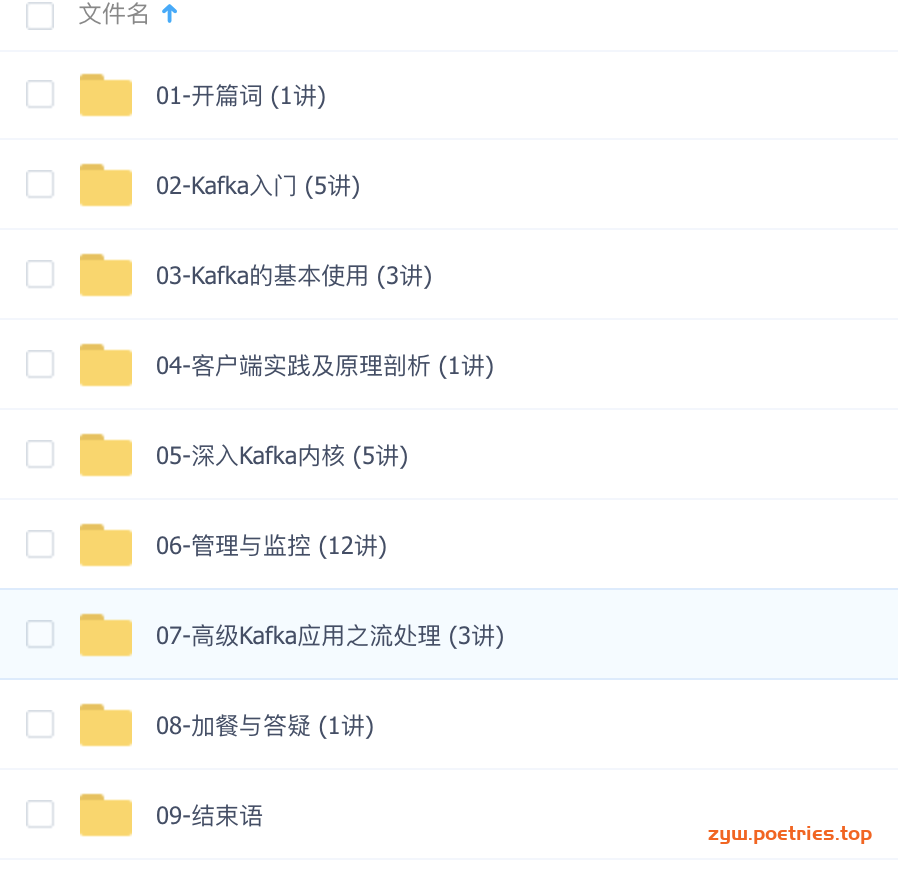 文件名
01-开篇词 (1讲)
02-Kafka入门 (5讲)
03-Kafka的基本使用 (3讲)
04-客户端实践及原理剖析 (1讲)
05-深入Kafka内核 (5讲)
06-管理与监控 (12讲)
07-高级Kafka应用之流处理 (3讲)
08-加餐与答疑 (1讲)
09-结束语
zyw.poetries.top